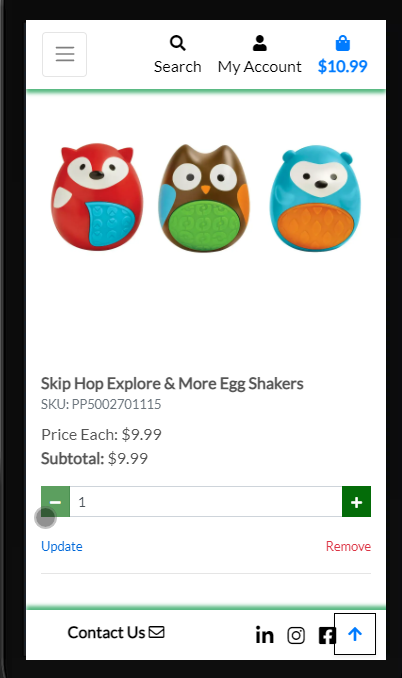 Search My Account $10.99
Skip Hop Explore & More Egg Shakers
SKU: PP5002701115
Price Each: $9.99
Subtotal: $9.99
1
Update Remove
Contact Us